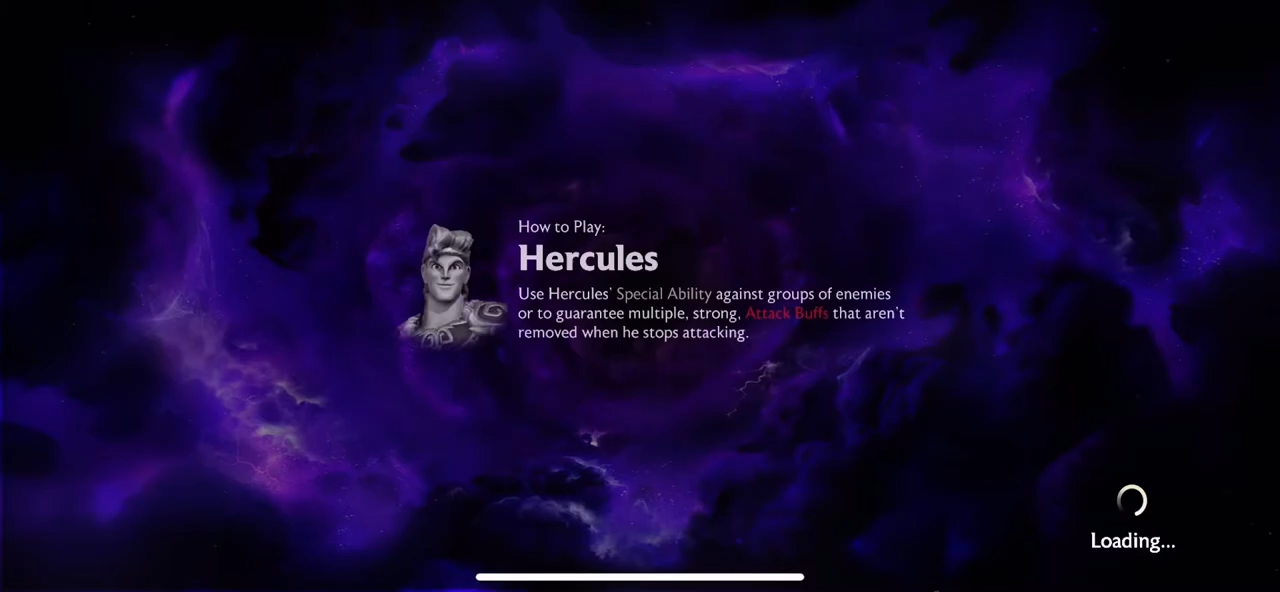 How to Play:
Hercules
Use Hercules' Special Ability against groups of enemies
or to guarantee multiple, strong, Attack Buffs that aren't
removed when he stops attacking.
Loading...